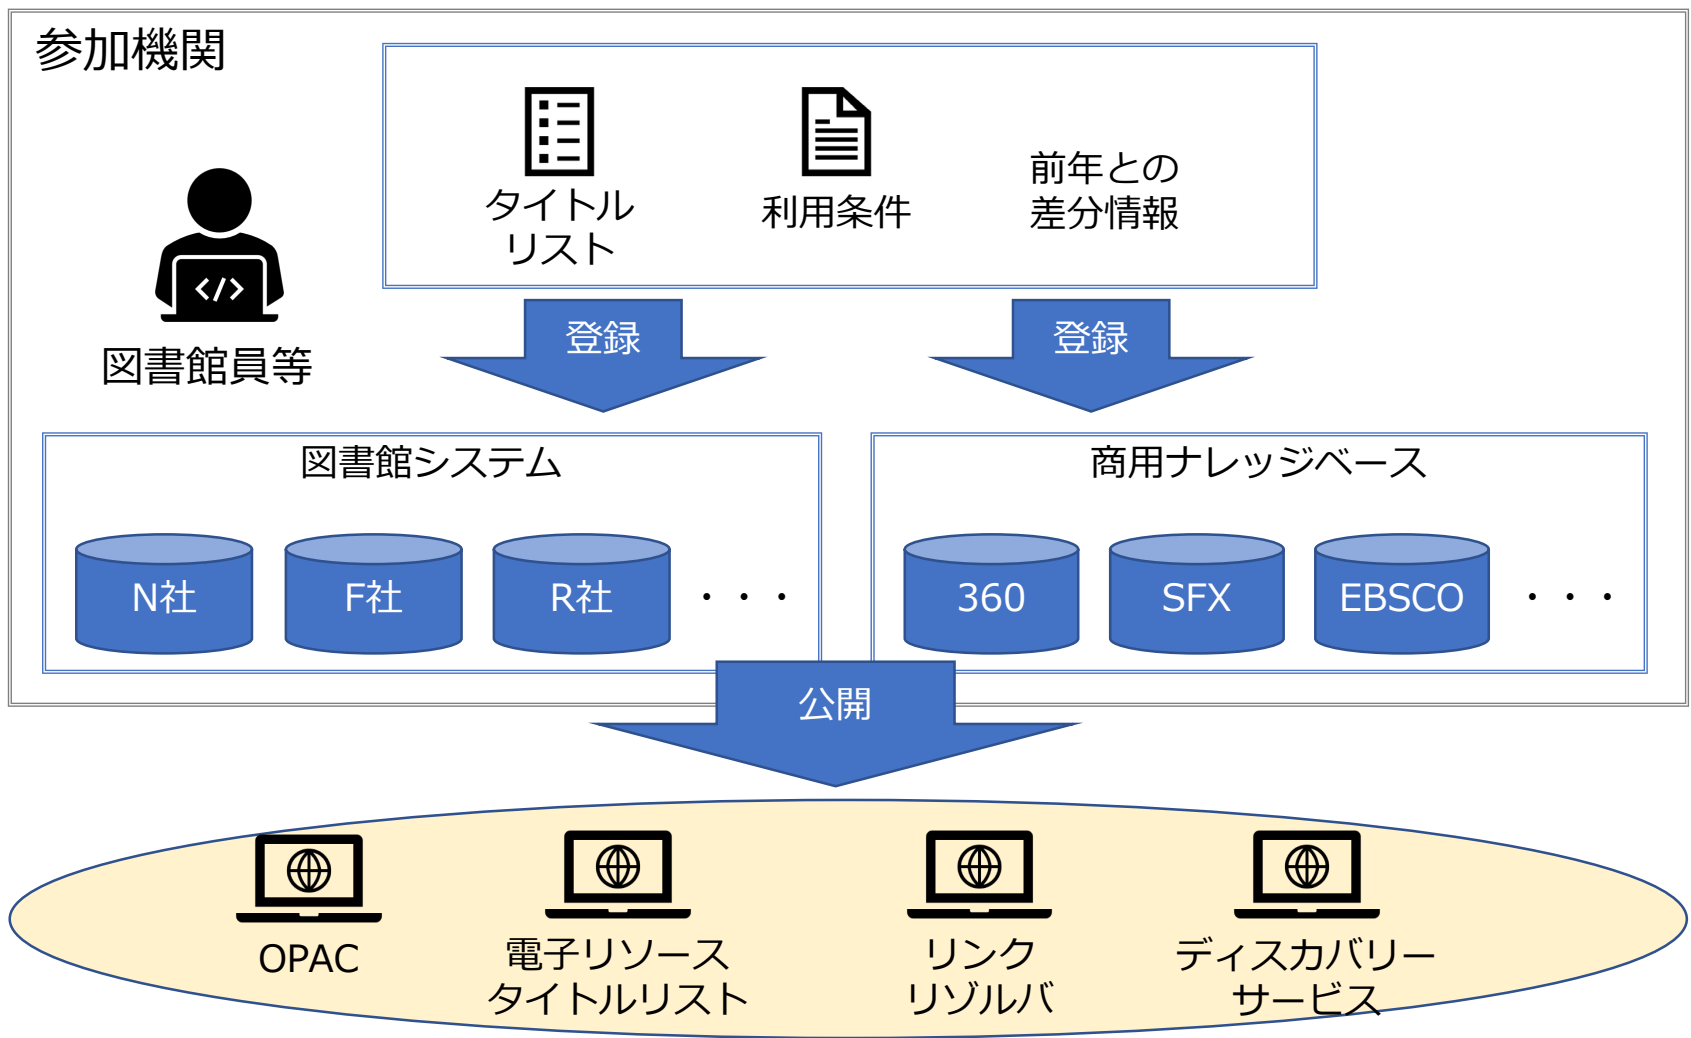 参加機関
タイトル
リスト
利用条件
前年との
差分情報
図書館員等
登録
登録
図書館システム
N社
F社
R社
・・・
商用ナレッジベース
360
SFX
EBSCO
・・・
公開
OPAC
電子リソース
タイトルリスト
リンク
リゾルバ
ディスカバリー
サービス